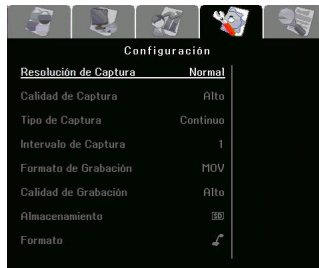 Configuración
Resolución de Captura Normal
Calidad de Captura Alto
Tipo de Captura Continuo
Intervalo de Captura 1
Formato de Grabación MOV
Calidad de Grabación Alto
Almacenamiento SD
Formato